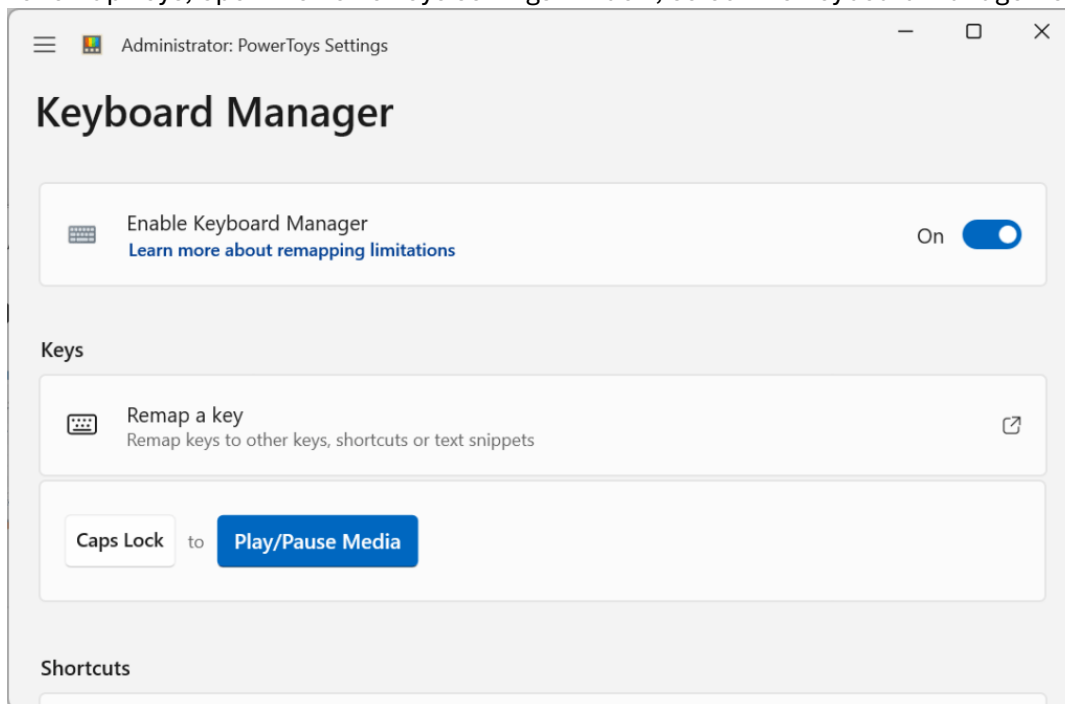 Administrator: PowerToys Settings
Keyboard Manager
Enable Keyboard Manager
Learn more about remapping limitations
On
Keys
Remap a key
Remap keys to other keys, shortcuts or text snippets
Caps Lock to Play/Pause Media
Shortcuts